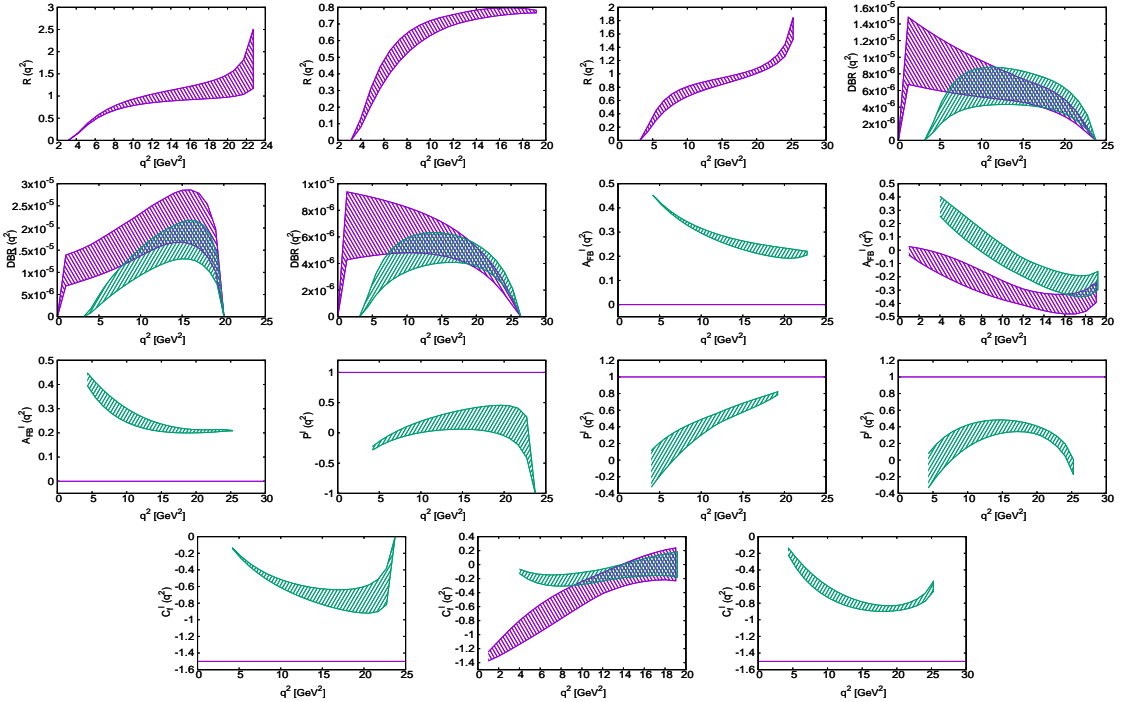 3
2.5
2
1.5
1
0.5
0
R (q²)
2 4 6 8 10 12 14 16 18 20 22 24
q² [GeV²]
0.8
0.7
0.6
0.5
0.4
0.3
0.2
0.1
0
R (q²)
2 4 6 8 10 12 14 16 18 20
q² [GeV²]
2
1.8
1.6
1.4
1.2
1
0.8
0.6
0.4
0.2
0
R (q²)
0 5 10 15 20 25 30
q² [GeV²]
1.6x10⁻⁵
1.4x10⁻⁵
1.2x10⁻⁵
1x10⁻⁵
8x10⁻⁶
6x10⁻⁶
4x10⁻⁶
2x10⁻⁶
0
DBR (q²)
0 5 10 15 20 25
q² [GeV²]
3x10⁻⁵
2x10⁻⁵
2x10⁻⁵
1.5x10⁻⁵
1x10⁻⁵
5x10⁻⁶
0
DBR (q²)
0 5 10 15 20 25
q² [GeV²]
1x10⁻⁵
8x10⁻⁶
6x10⁻⁶
4x10⁻⁶
2x10⁻⁶
0
DBR (q²)
0 5 10 15 20 25 30
q² [GeV²]
0.5
0.4
0.3
0.2
0.1
0
A_FB^l (q²)
0 5 10 15 20 25
q² [GeV²]
0.5
0.4
0.3
0.2
0.1
0
-0.1
-0.2
-0.3
-0.4
-0.5
A_FB^l (q²)
0 2 4 6 8 10 12 14 16 18 20
q² [GeV²]
0.5
0.4
0.3
0.2
0.1
0
A_FB^l (q²)
0 5 10 15 20 25 30
q² [GeV²]
1
0.5
0
-0.5
-1
P^l (q²)
0 5 10 15 20 25
q² [GeV²]
1.2
1
0.8
0.6
0.4
0.2
0
-0.2
-0.4
P^l (q²)
0 5 10 15 20 25
q² [GeV²]
1.2
1
0.8
0.6
0.4
0.2
0
-0.2
-0.4
P^l (q²)
0 5 10 15 20 25 30
q² [GeV²]
0
-0.2
-0.4
-0.6
-0.8
-1
-1.2
-1.4
-1.6
C_f^l (q²)
0 5 10 15 20 25
q² [GeV²]
0.4
0.2
0
-0.2
-0.4
-0.6
-0.8
-1
-1.2
-1.4
C_f^l (q²)
0 2 4 6 8 10 12 14 16 18 20
q² [GeV²]
0
-0.2
-0.4
-0.6
-0.8
-1
-1.2
-1.4
-1.6
C_f^l (q²)
0 5 10 15 20 25 30
q² [GeV²]